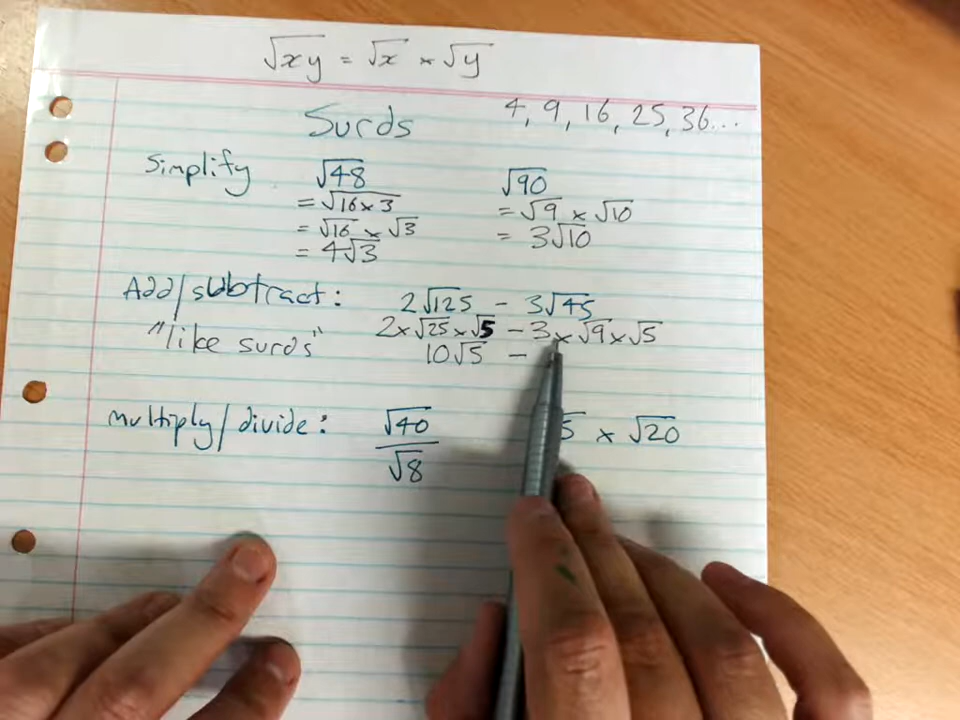 √xy = √x × √y
Surds 4, 9, 16, 25, 36...
Simplify √48 √90
= √16×3 = √9 × √10
= √16 × √3 = 3√10
= 4√3
Add/subtract: 2√125 - 3√45
"like surds" 2×√25×√5 - 3×√9×√5
10√5 -
multiply/divide: √40/√8 5 × √20